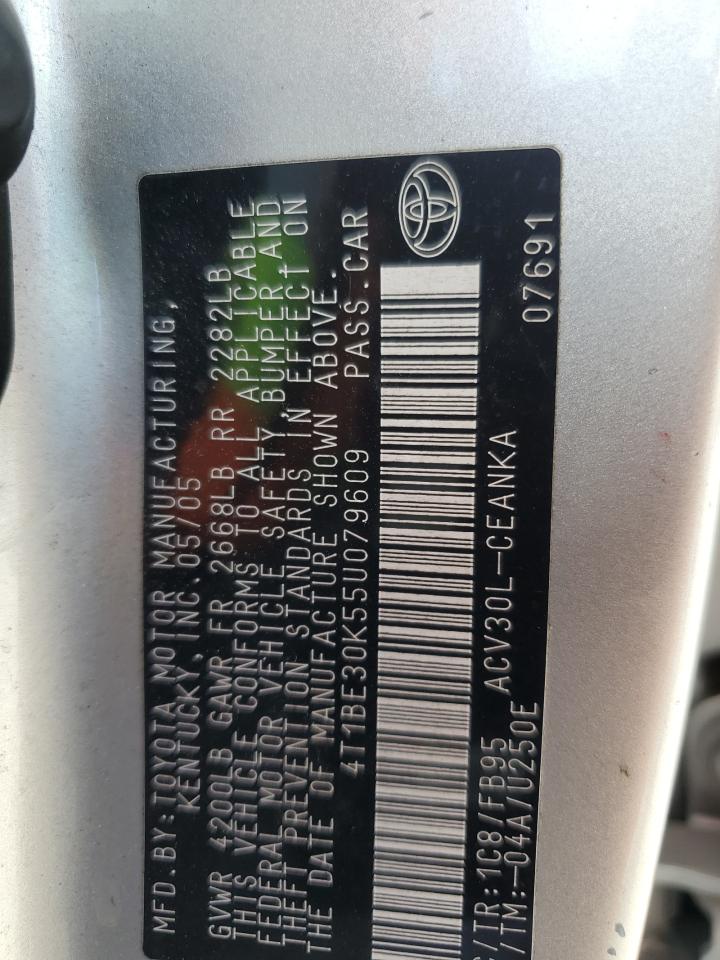 MFD.BY:TOYOTA MOTOR MANUFACTURING,
KENTUCKY, INC. 05/05
GVWR 4200LB GAWR FR 2668LB RR 2282LB
THIS VEHICLE CONFORMS TO ALL APPLICABLE
FEDERAL MOTOR VEHICLE SAFETY, BUMPER AND
THEFT PREVENTION STANDARDS IN EFFECT ON
THE DATE OF MANUFACTURE SHOWN ABOVE.
4T1BE30K55U079609 PASS.CAR
/TR:1C8/FB95 ACV30L-CEANKA
/TM:-04A/U250E 07691